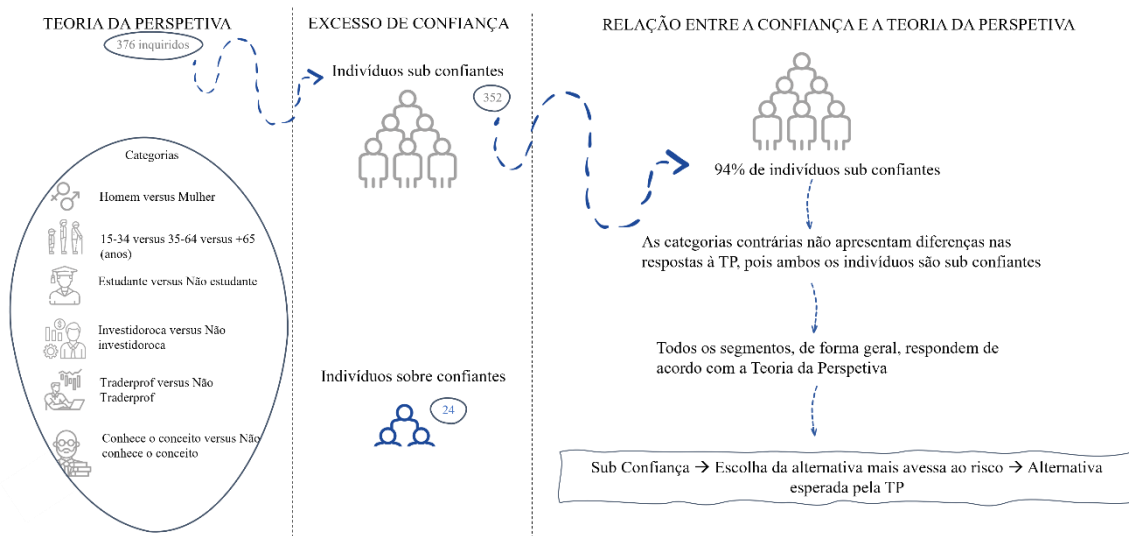 TEORIA DA PERSPETIVA
376 inquiridos
Categorias
Homem versus Mulher
15-34 versus 35-64 versus +65
(anos)
Estudante versus Não estudante
Investidoroca versus Não
investidoroca
Traderprof versus Não
Traderprof
Conhece o conceito versus Não
conhece o conceito
EXCESSO DE CONFIANÇA
Indivíduos sub confiantes
352
Indivíduos sobre confiantes
24
RELAÇÃO ENTRE A CONFIANÇA E A TEORIA DA PERSPETIVA
94% de indivíduos sub confiantes
As categorias contrárias não apresentam diferenças nas
respostas à TP, pois ambos os indivíduos são sub confiantes
Todos os segmentos, de forma geral, respondem de
acordo com a Teoria da Perspetiva
Sub Confiança → Escolha da alternativa mais avessa ao risco → Alternativa
esperada pela TP